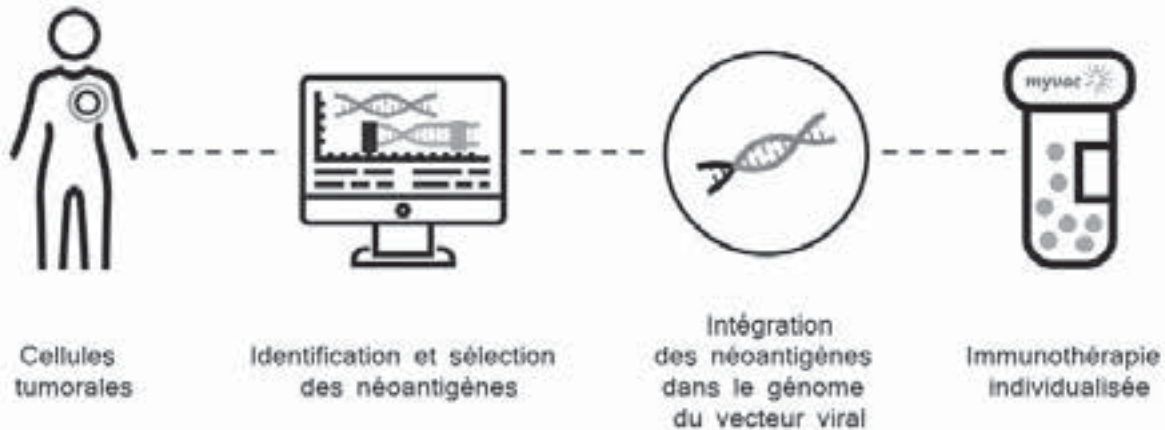 myvac
Cellules
tumorales
Identification et sélection
des néoantigènes
Intégration
des néoantigènes
dans le génome
du vecteur viral
Immunothérapie
individualisée